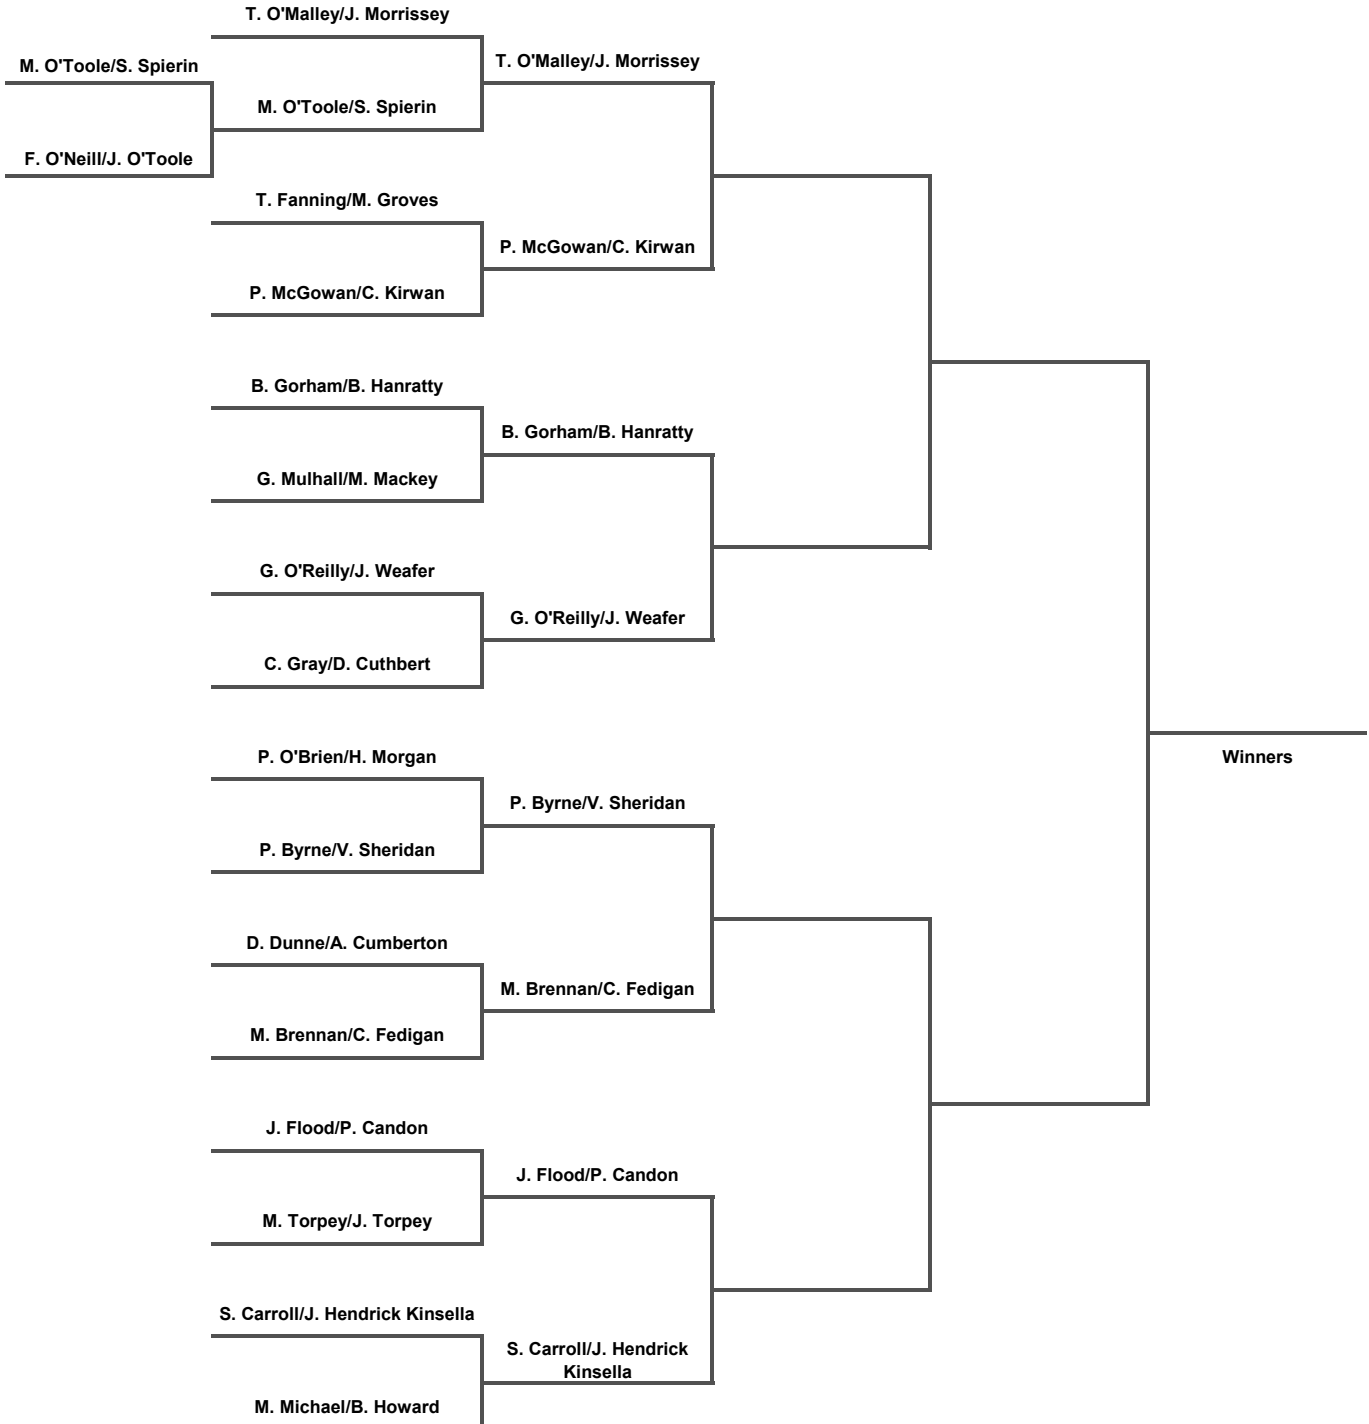 T. O'Malley/J. Morrissey
M. O'Toole/S. Spierin
T. O'Malley/J. Morrissey
M. O'Toole/S. Spierin
F. O'Neill/J. O'Toole
T. Fanning/M. Groves
P. McGowan/C. Kirwan
P. McGowan/C. Kirwan
B. Gorham/B. Hanratty
B. Gorham/B. Hanratty
G. Mulhall/M. Mackey
G. O'Reilly/J. Weafer
G. O'Reilly/J. Weafer
C. Gray/D. Cuthbert
P. O'Brien/H. Morgan
Winners
P. Byrne/V. Sheridan
P. Byrne/V. Sheridan
D. Dunne/A. Cumberton
M. Brennan/C. Fedigan
M. Brennan/C. Fedigan
J. Flood/P. Candon
J. Flood/P. Candon
M. Torpey/J. Torpey
S. Carroll/J. Hendrick Kinsella
S. Carroll/J. Hendrick
Kinsella
M. Michael/B. Howard